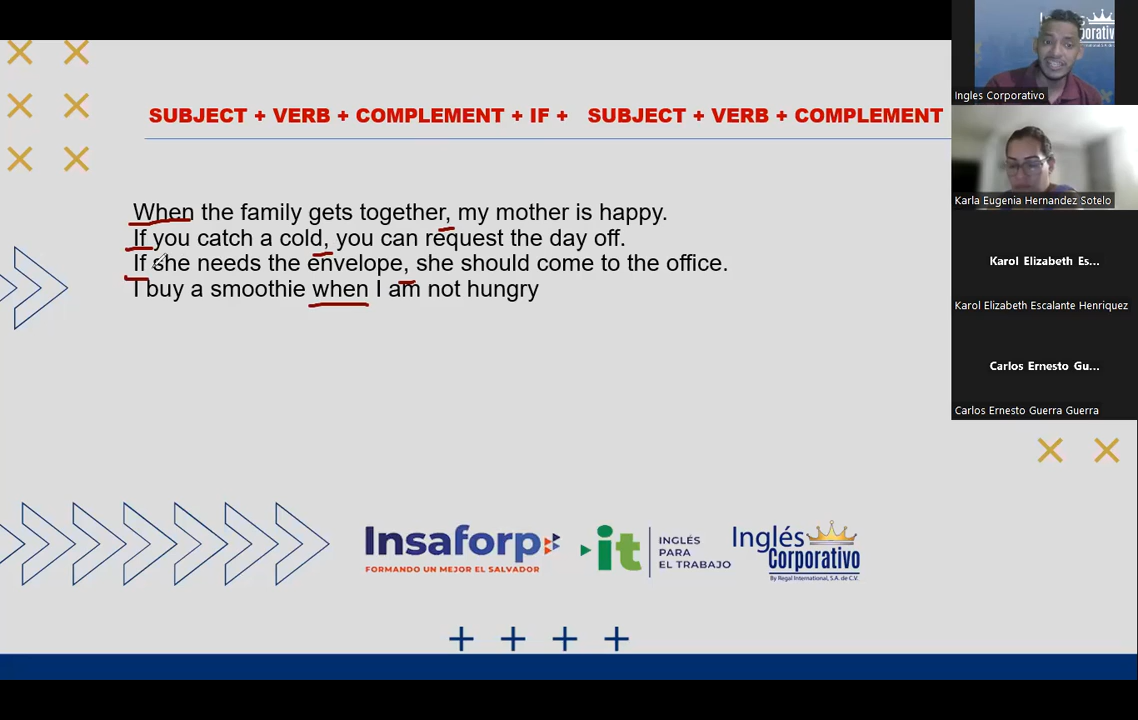 SUBJECT + VERB + COMPLEMENT + IF + SUBJECT + VERB + COMPLEMENT
When the family gets together, my mother is happy.
If you catch a cold, you can request the day off.
If she needs the envelope, she should come to the office.
I buy a smoothie when I am not hungry
Insaforp
FORMANDO UN MEJOR EL SALVADOR
it
INGLÉS
PARA
EL TRABAJO
Inglés
Corporativo
By Regal International, S.A. de C.V.
orativo
Ingles Corporativo
Karla Eugenia Hernandez Sotelo
Karol Elizabeth Es...
Karol Elizabeth Escalante Henriquez
Carlos Ernesto Gu...
Carlos Ernesto Guerra Guerra